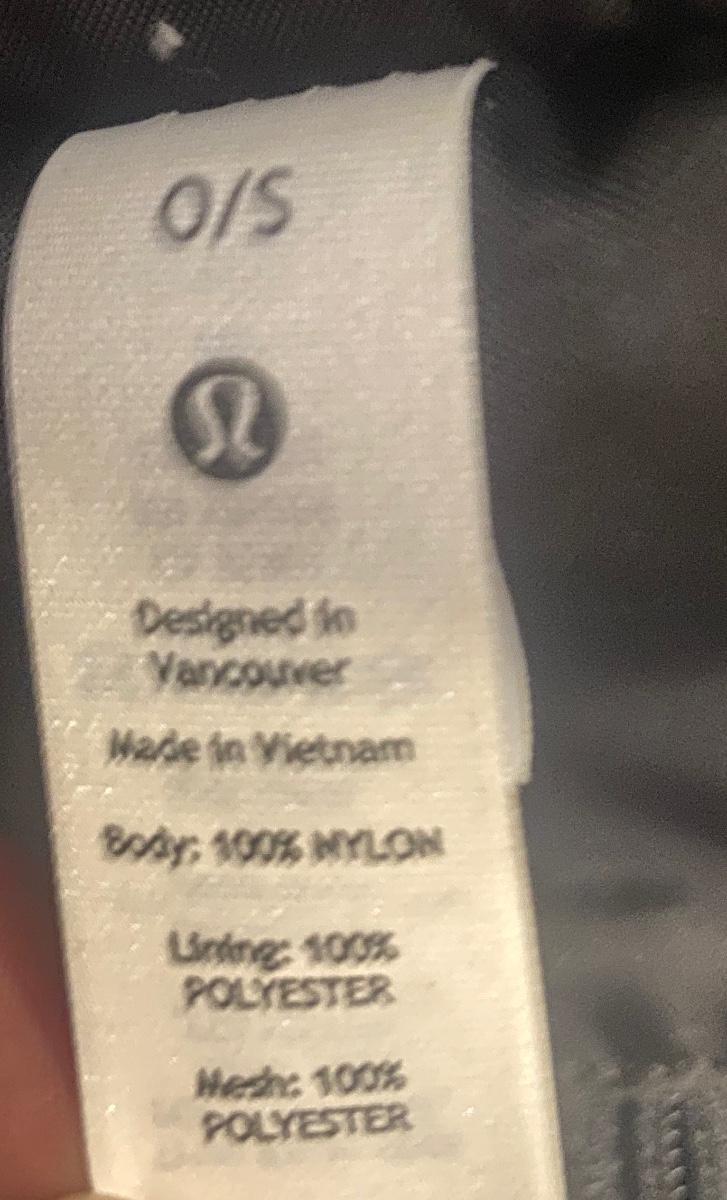 O/S
Designed in
Vancouver
Made in Vietnam
Body: 100% NYLON
Lining: 100%
POLYESTER
Mesh: 100%
POLYESTER